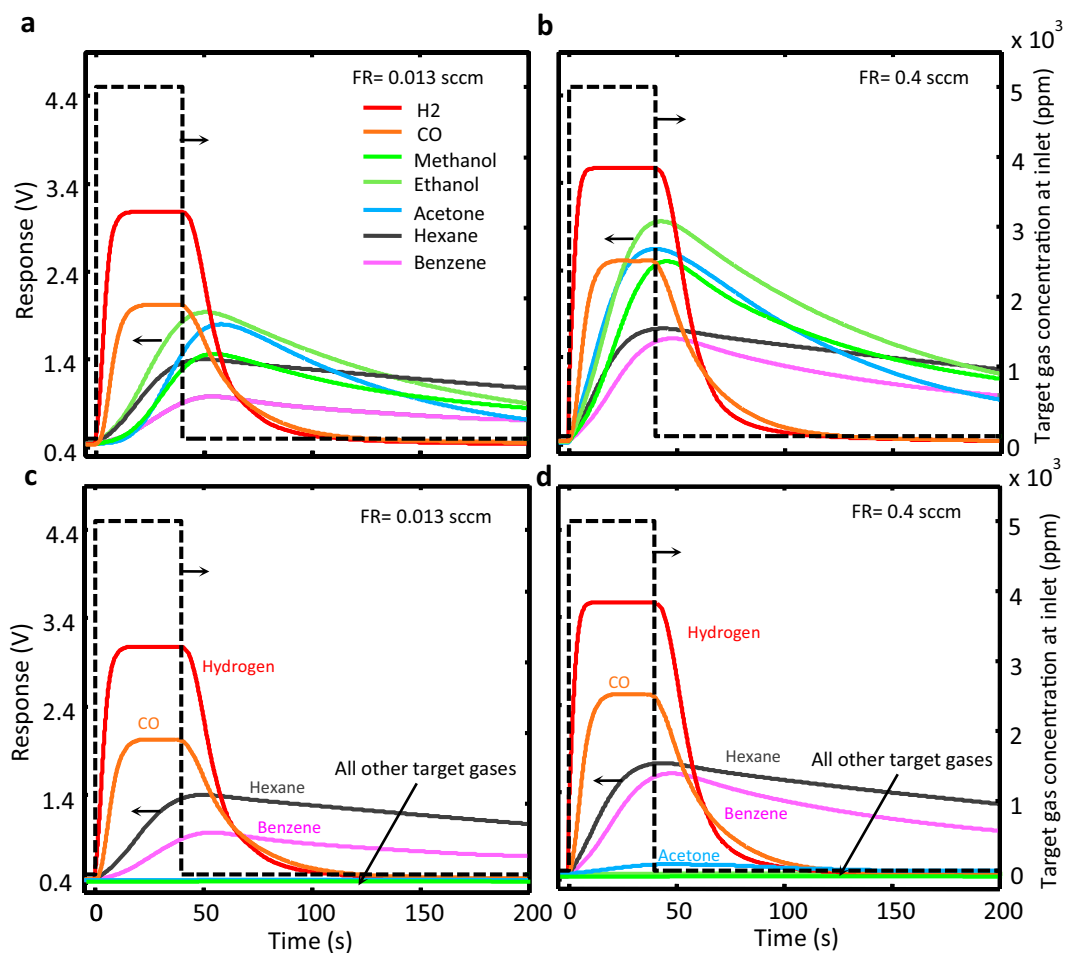 a
b
x 10³
FR= 0.013 sccm
FR= 0.4 sccm
H2
CO
Methanol
Ethanol
Acetone
Hexane
Benzene
4.4
3.4
2.4
1.4
0.4
Response (V)
5
4
3
2
1
0
Target gas concentration at inlet (ppm)
0
50
100
150
200
c
d
x 10³
FR= 0.013 sccm
FR= 0.4 sccm
4.4
3.4
2.4
1.4
0.4
Response (V)
Hydrogen
CO
All other target gases
Hexane
Benzene
Hydrogen
CO
All other target gases
Hexane
Benzene
Acetone
5
4
3
2
1
0
Target gas concentration at inlet (ppm)
0
50
100
150
200
0
50
100
150
200
Time (s)
Time (s)